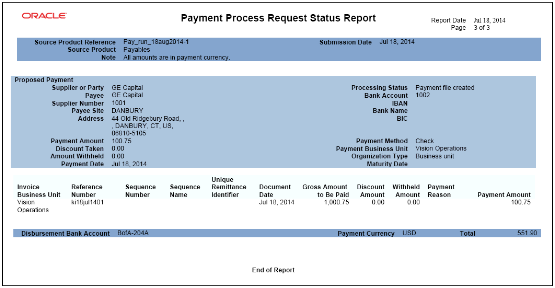 ORACLE
Payment Process Request Status Report
Report Date Jul 18, 2014
Page 3 of 3
Source Product Reference Pay_run_18aug2014-1 Submission Date Jul 18, 2014
Source Product Payables
Note All amounts are in payment currency.
Proposed Payment
Supplier or Party GE Capital Processing Status Payment file created
Payee GE Capital Bank Account 1002
Supplier Number 1001 IBAN
Payee Site DANBURY Bank Name
Address 44 Old Ridgebury Road, , BIC
, DANBURY, CT, US,
06810-5105
Payment Amount 100.75 Payment Method Check
Discount Taken 0.00 Payment Business Unit Vision Operations
Amount Withheld 0.00 Organization Type Business unit
Payment Date Jul 18, 2014 Maturity Date
Invoice Business Unit Reference Number Sequence Number Sequence Name Unique Remittance Identifier Document Date Gross Amount to be Paid Discount Amount Withheld Amount Payment Reason Payment Amount
Vision Operations kr18jul1401 Jul 18, 2014 1,000.75 0.00 0.00 100.75
Disbursement Bank Account BofA-204A Payment Currency USD Total 551.90
End of Report